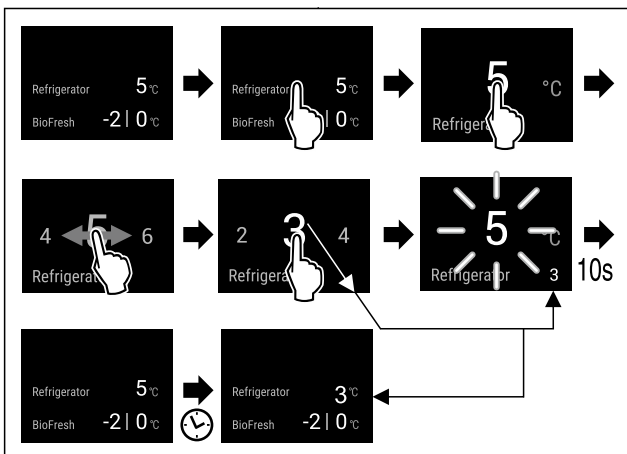 Refrigerator 5 °C
BioFresh -2 | 0 °C
Refrigerator 5 °C
BioFresh | 0 °C
5 °C
Refrigera
4 5 6
Refrigerator
2 3 4
Refrigera
5 °C
Refrigerator 3
10s
Refrigerator 5 °C
BioFresh -2 | 0 °C
Refrigerator 3 °C
BioFresh -2 | 0 °C